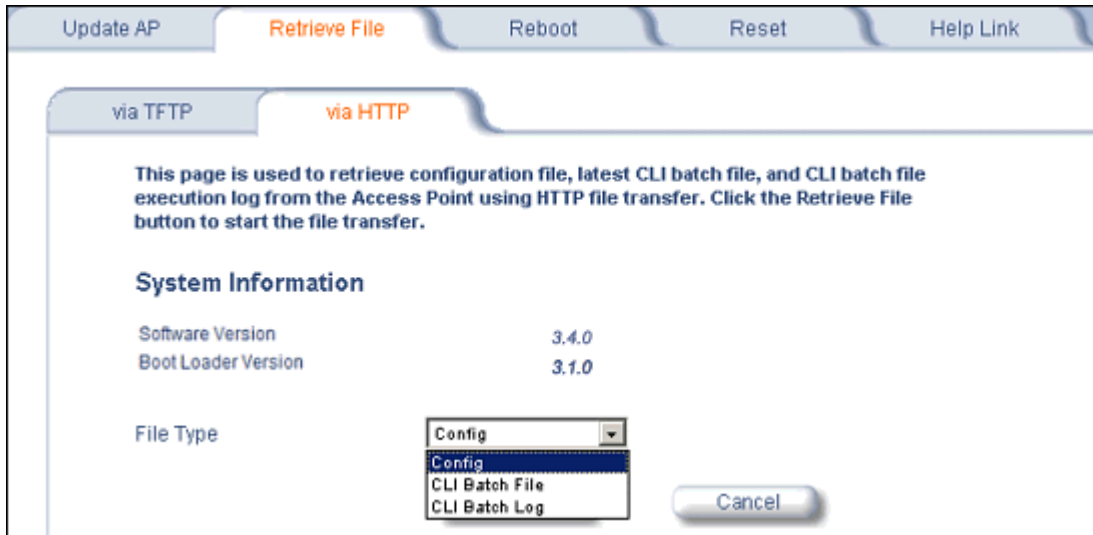 Update AP Retrieve File Reboot Reset Help Link
via TFTP via HTTP
This page is used to retrieve configuration file, latest CLI batch file, and CLI batch file
execution log from the Access Point using HTTP file transfer. Click the Retrieve File
button to start the file transfer.
System Information
Software Version 3.4.0
Boot Loader Version 3.1.0
File Type Config
Config
CLI Batch File
CLI Batch Log
Cancel